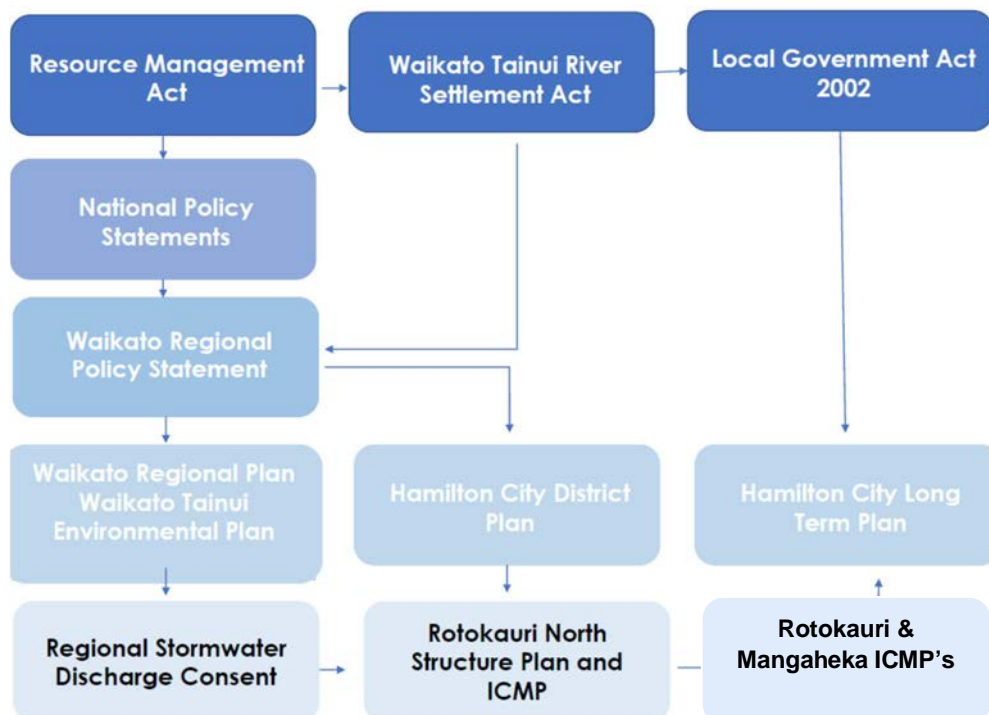 Resource Management
Act
Waikato Tainui River
Settlement Act
Local Government Act
2002
National Policy
Statements
Waikato Regional
Policy Statement
Waikato Regional Plan
Waikato Tainui
Environmental Plan
Hamilton City District
Plan
Hamilton City Long
Term Plan
Regional Stormwater
Discharge Consent
Rotokauri North
Structure Plan and
ICMP
Rotokauri &
Mangaheka ICMP's